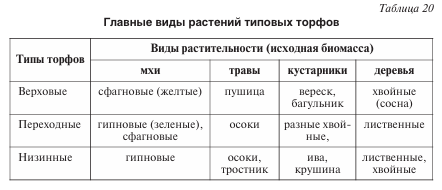 Таблица 20
Главные виды растений типовых торфов
Типы торфов
Виды растительности (исходная биомасса)
мхи травы кустарники деревья
Верховые сфагновые (желтые) пушица вереск, хвойные
багульник (сосна)
Переходные гипновые (зеленые), осоки разные хвой- лиственные
сфагновые ные,
Низинные гипновые осоки, ива, лиственные,
тростник крушина хвойные